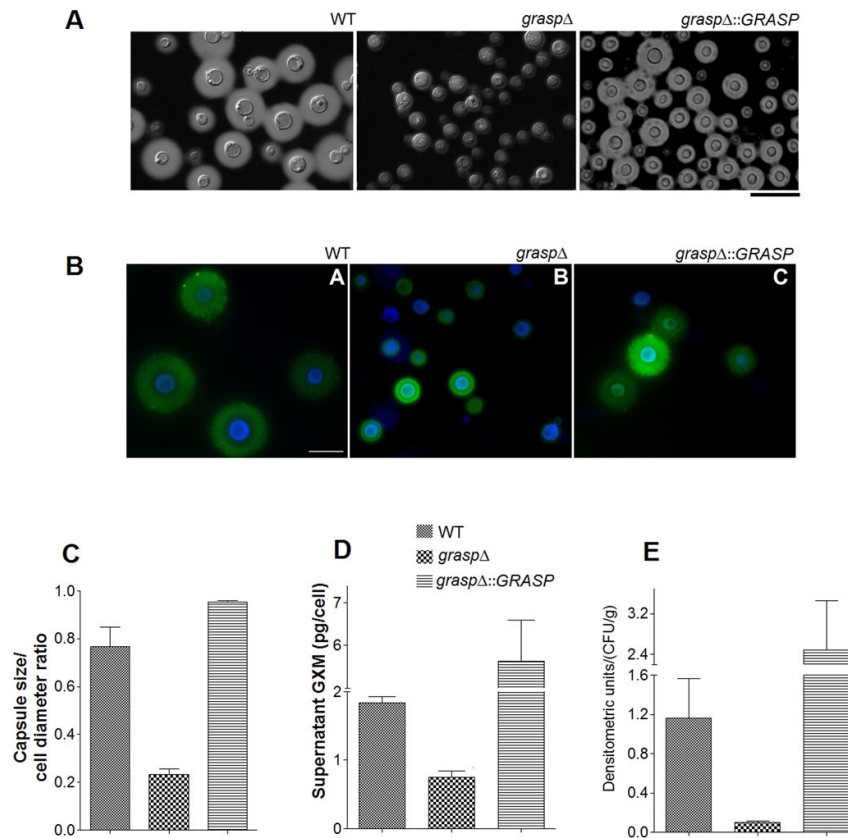 A
WT
graspΔ
graspΔ::GRASP
B
WT
graspΔ
graspΔ::GRASP
A
B
C
C
Capsule size/
cell diameter ratio
1.0
0.8
0.6
0.4
0.2
0.0
WT
graspΔ
graspΔ::GRASP
D
Supernatant GXM (pg/cell)
7
6
2
1
0
E
Densitometric units/(CFU/g)
3.2
2.4
1.6
1.2
0.8
0.4
0.0